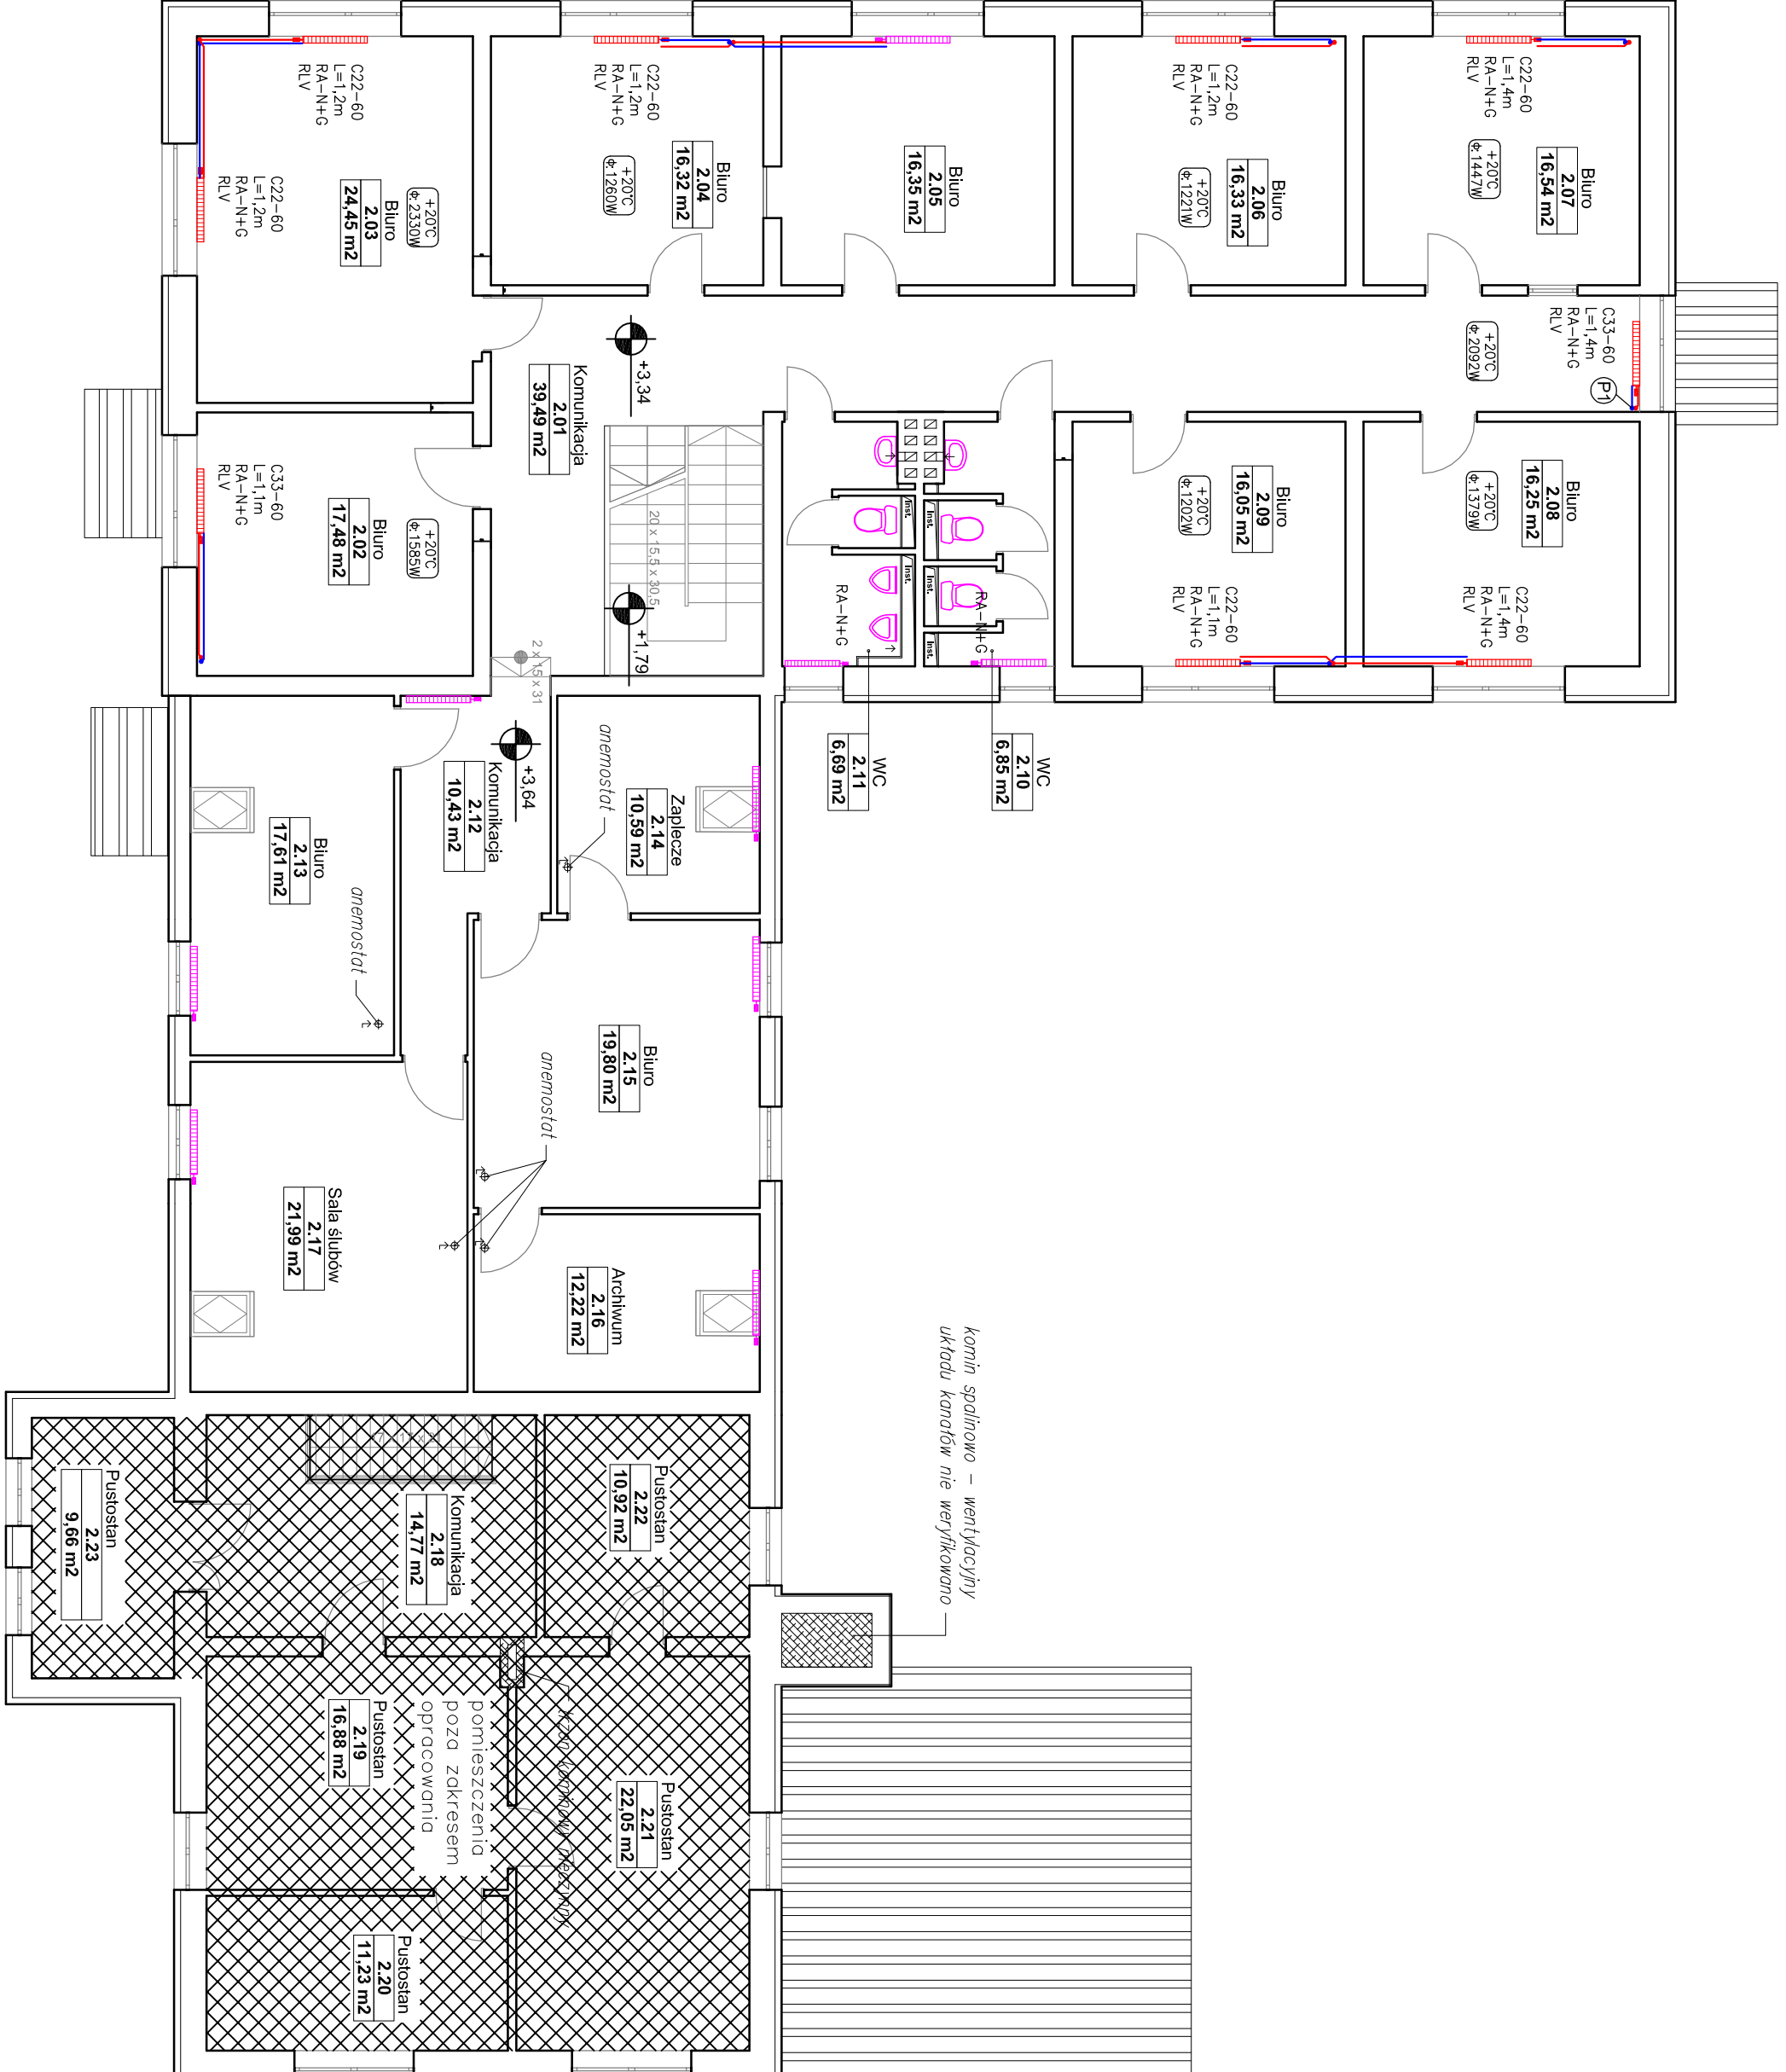 Biuro
2.07
16,54 m2
+20°C
ϕ:1447W
C22-60
L=1,4m
RA-N+G
RLV
Biuro
2.06
16,33 m2
+20°C
ϕ:1221W
C22-60
L=1,2m
RA-N+G
RLV
Biuro
2.05
16,35 m2
Biuro
2.04
16,32 m2
+20°C
ϕ:1260W
C22-60
L=1,2m
RA-N+G
RLV
Biuro
2.03
24,45 m2
+20°C
ϕ:2330W
C22-60
L=1,2m
RA-N+G
RLV
C22-60
L=1,2m
RA-N+G
RLV
C33-60
L=1,4m
RA-N+G
RLV
P1
+20°C
ϕ:2092W
+3,34
Komunikacja
2.01
39,49 m2
Biuro
2.08
16,25 m2
+20°C
ϕ:1379W
C22-60
L=1,4m
RA-N+G
RLV
Biuro
2.09
16,05 m2
+20°C
ϕ:1202W
C22-60
L=1,1m
RA-N+G
RLV
Inst.
Inst.
Inst.
Inst.
Inst.
RA-N+G
RA-N+G
WC
2.10
6,85 m2
WC
2.11
6,69 m2
20 x 15,5 x 30,5
+1,79
2 x 15 x 31
Biuro
2.02
17,48 m2
+20°C
ϕ:1585W
C33-60
L=1,1m
RA-N+G
RLV
+3,64
Komunikacja
2.12
10,43 m2
Zaplecze
2.14
10,59 m2
anemostat
Biuro
2.13
17,61 m2
anemostat
Biuro
2.15
19,80 m2
anemostat
Archiwum
2.16
12,22 m2
Sala ślubów
2.17
21,99 m2
komin spalinowo - wentylacyjny
układu kanałów nie weryfikowano
Pustostan
2.22
10,92 m2
Komunikacja
2.18
14,77 m2
Pustostan
2.23
9,66 m2
Pustostan
2.21
22,05 m2
trzon kominowy nieczynny
pomieszczenia
poza zakresem
opracowania
Pustostan
2.19
16,88 m2
Pustostan
2.20
11,23 m2